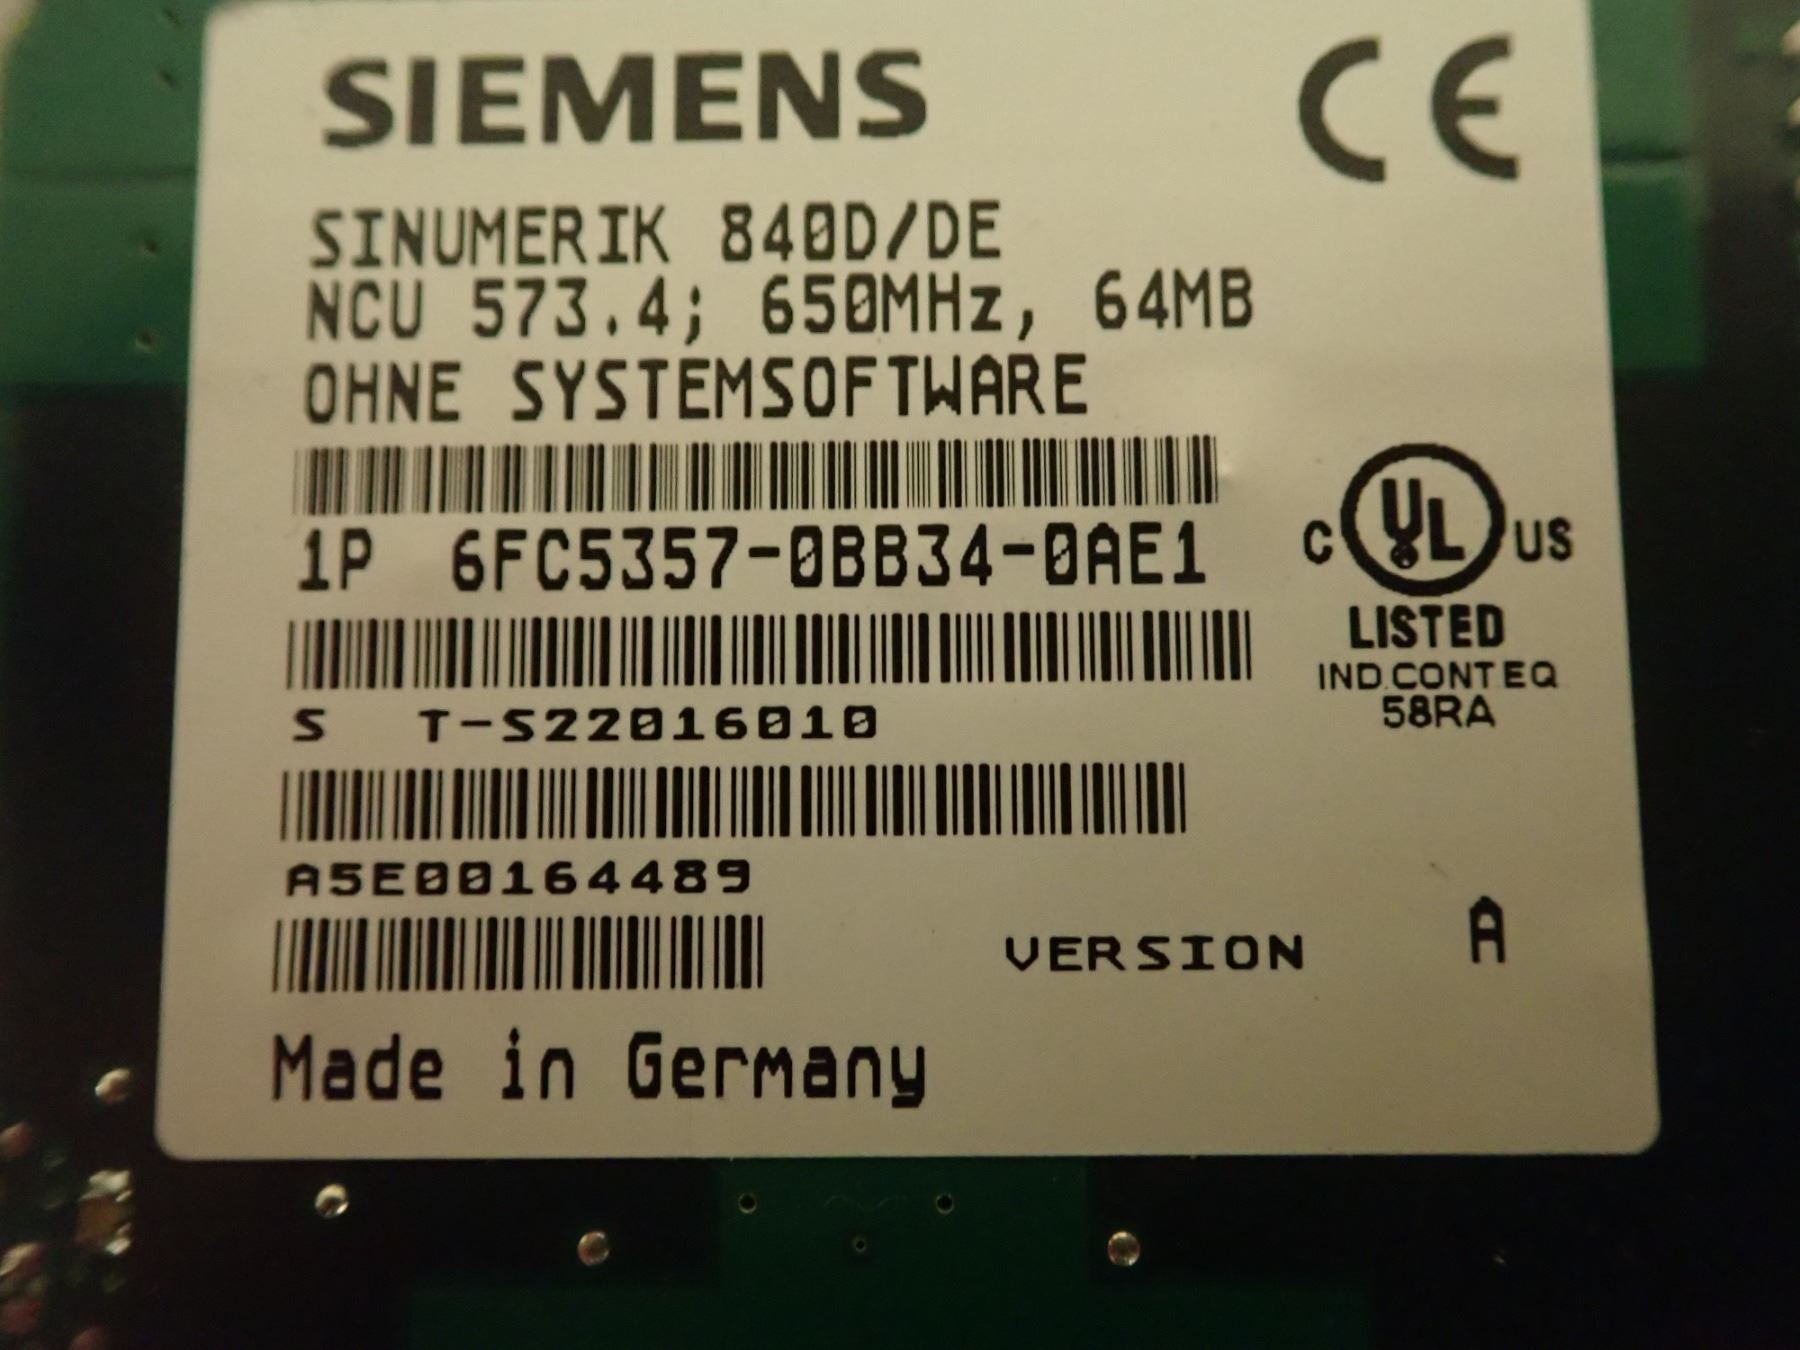 SIEMENS
CE
SINUMERIK 840D/DE
NCU 573.4; 650MHz, 64MB
OHNE SYSTEMSOFTWARE
1P 6FC5357-0BB34-0AE1
C UL US
LISTED
IND.CONT EQ
58RA
S T-S22016010
A5E00164489
VERSION A
Made in Germany